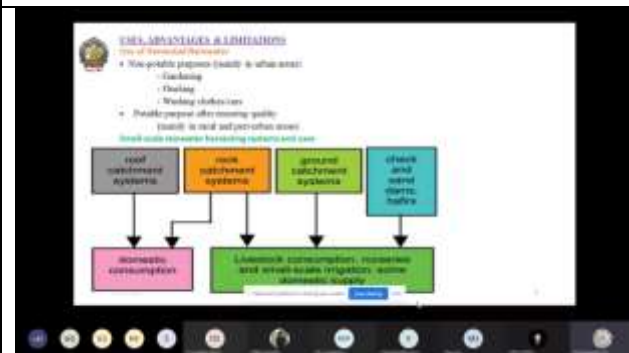 USES, ADVANTAGES & LIMITATIONS
Use of Harvested Rainwater
• Non-potable purposes (mainly in urban areas)
- Gardening
- Flushing
- Washing clothes/cars
• Potable purpose after ensuring quality
(mainly in rural and peri-urban areas)
Small-scale rainwater harvesting systems and uses
roof
catchment
systems
rock
catchment
systems
ground
catchment
systems
check
and
sand
dams,
hafirs
domestic
consumption
Livestock consumption, nurseries
and small-scale irrigation, some
domestic supply